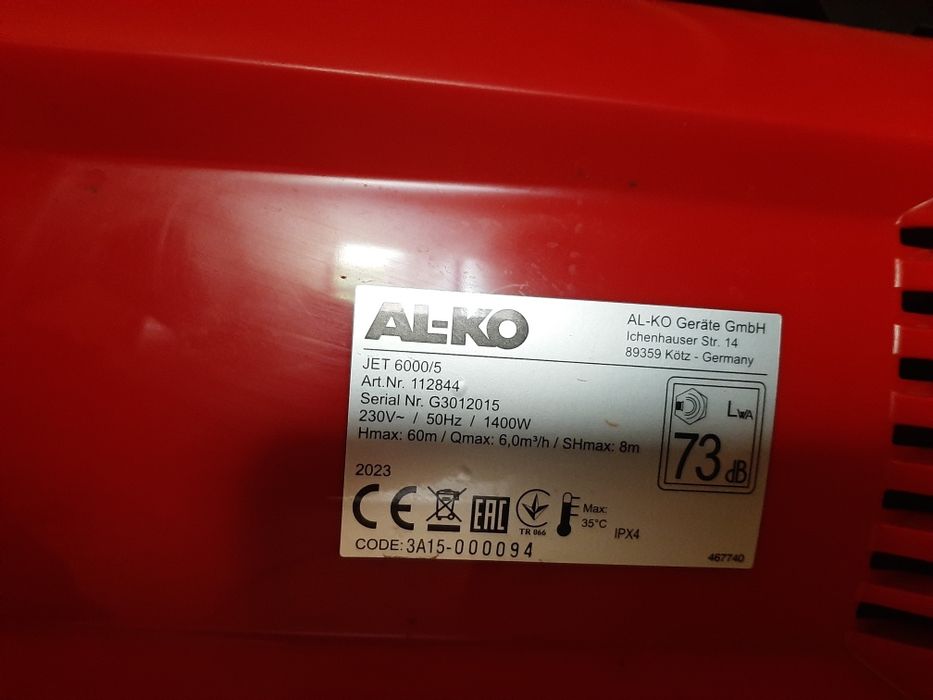 AL-KO
AL-KO Geräte GmbH
Ichenhauser Str. 14
89359 Kötz - Germany
JET 6000/5
Art.Nr. 112844
Serial Nr. G3012015
230V~ / 50Hz / 1400W
Hmax: 60m / Qmax: 6,0m³/h / SHmax: 8m
LWA
73 dB
2023
CE
EAC
TR 066
Max:
35°C
IPX4
CODE: 3A15-000094
467740